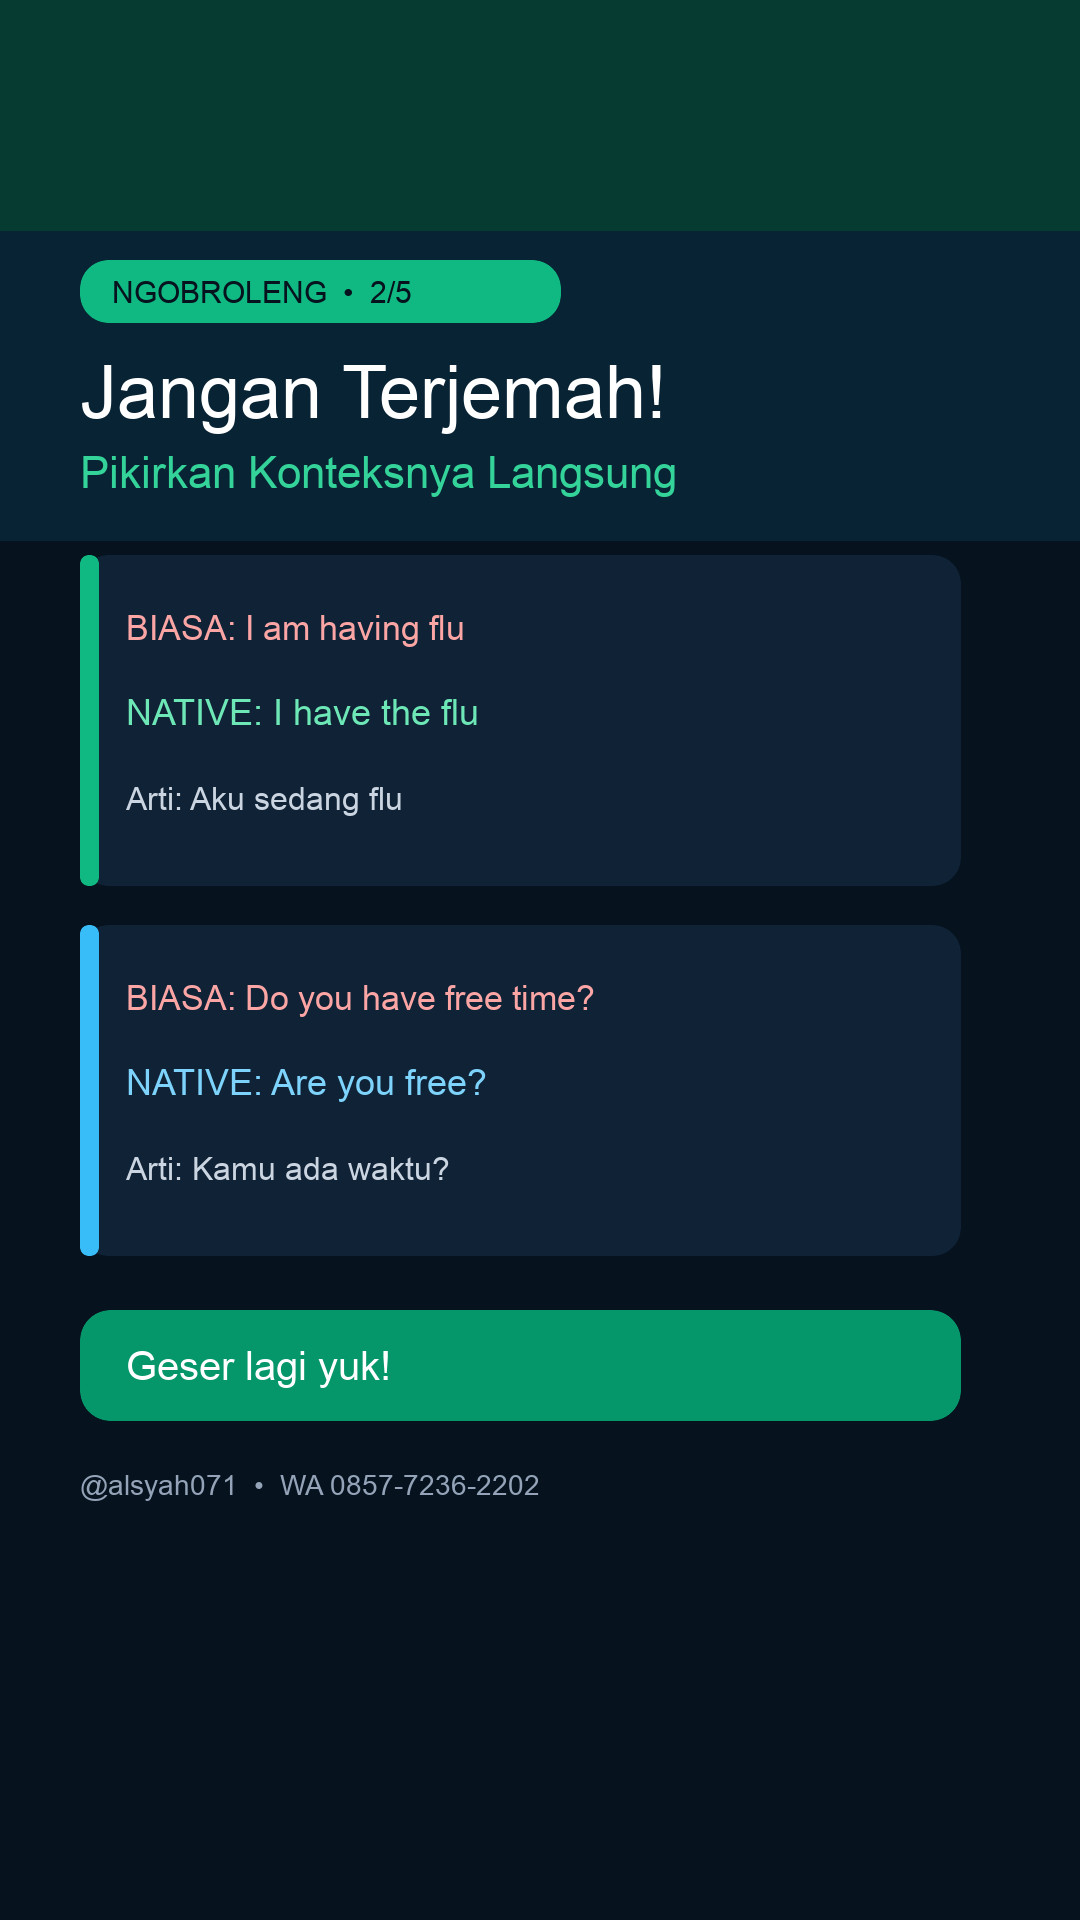 NGOBROLENG • 2/5
Jangan Terjemah!
Pikirkan Konteksnya Langsung
BIASA: I am having flu
NATIVE: I have the flu
Arti: Aku sedang flu
BIASA: Do you have free time?
NATIVE: Are you free?
Arti: Kamu ada waktu?
Geser lagi yuk!
@alsyah071 • WA 0857-7236-2202